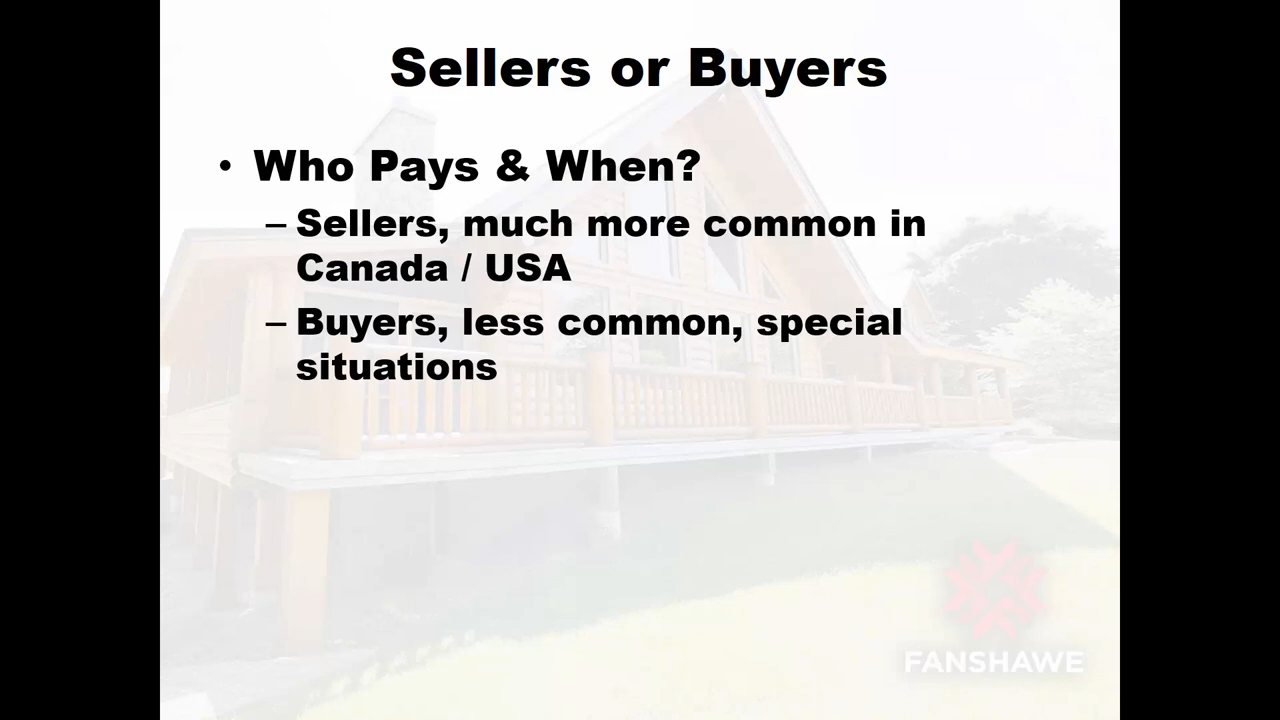 Sellers or Buyers
• Who Pays & When?
– Sellers, much more common in
Canada / USA
– Buyers, less common, special
situations
FANSHAWE